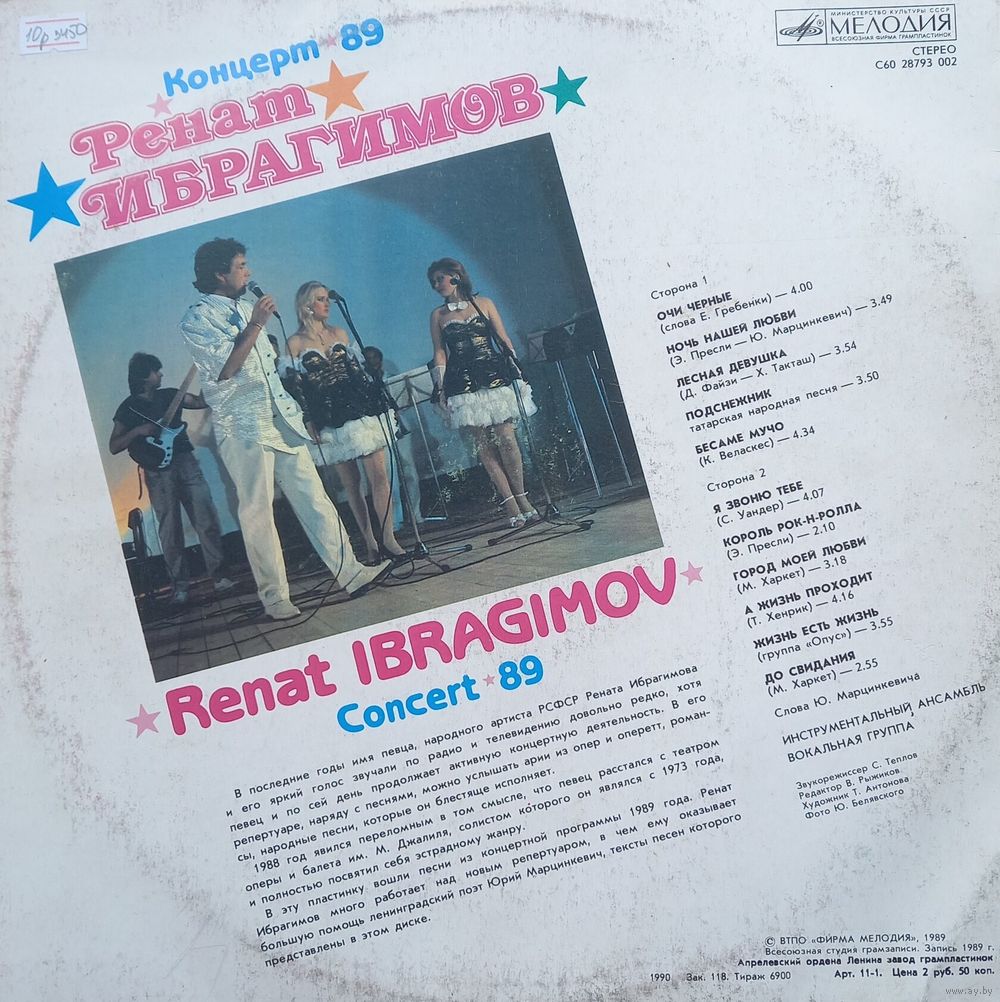 10р 3450
МИНИСТЕРСТВО КУЛЬТУРЫ СССР
МЕЛОДИЯ
ВСЕСОЮЗНАЯ ФИРМА ГРАМПЛАСТИНОК
СТЕРЕО
С60 28793 002
Концерт 89
Ренат
ИБРАГИМОВ
Сторона 1
ОЧИ ЧЕРНЫЕ
(слова Е. Гребенки) — 4.00
НОЧЬ НАШЕЙ ЛЮБВИ
(Э. Пресли — Ю. Марцинкевич) — 3.49
ЛЕСНАЯ ДЕВУШКА
(Д. Файзи — Х. Такташ) — 3.54
ПОДСНЕЖНИК
татарская народная песня — 3.50
БЕСАМЕ МУЧО
(К. Веласкес) — 4.34
Сторона 2
Я ЗВОНЮ ТЕБЕ
(С. Уандер) — 4.07
КОРОЛЬ РОК-Н-РОЛЛА
(Э. Пресли) — 2.10
ГОРОД МОЕЙ ЛЮБВИ
(М. Харкет) — 3.18
А ЖИЗНЬ ПРОХОДИТ
(Т. Хенрик) — 4.16
ЖИЗНЬ ЕСТЬ ЖИЗНЬ
(группа «Опус») — 3.55
ДО СВИДАНИЯ
(М. Харкет) — 2.55
Слова Ю. Марцинкевича
ИНСТРУМЕНТАЛЬНЫЙ АНСАМБЛЬ
ВОКАЛЬНАЯ ГРУППА
Звукорежиссер С. Теплов
Редактор В. Рыжиков
Художник Т. Антонова
Фото Ю. Белявского
Renat IBRAGIMOV
Concert 89
В последние годы имя певца, народного артиста РСФСР Рената Ибрагимова
и его яркий голос звучали по радио и телевидению довольно редко, хотя
певец и по сей день продолжает активную концертную деятельность. В его
репертуаре, наряду с песнями, можно услышать арии из опер и оперетт, роман-
сы, народные песни, которые он блестяще исполняет.
1988 год явился переломным в том смысле, что певец расстался с театром
оперы и балета им. М. Джалиля, солистом которого он являлся с 1973 года,
и полностью посвятил себя эстрадному жанру.
В эту пластинку вошли песни из концертной программы 1989 года. Ренат
Ибрагимов много работает над новым репертуаром, в чем ему оказывает
большую помощь ленинградский поэт Юрий Марцинкевич, тексты песен которого
представлены в этом диске.
© ВТПО «ФИРМА МЕЛОДИЯ», 1989
Всесоюзная студия грамзаписи. Запись 1989 г.
Апрелевский ордена Ленина завод грампластинок
1990 Зак. 118. Тираж 6900 Арт. 11-1. Цена 2 руб. 50 коп.
www.ay.by